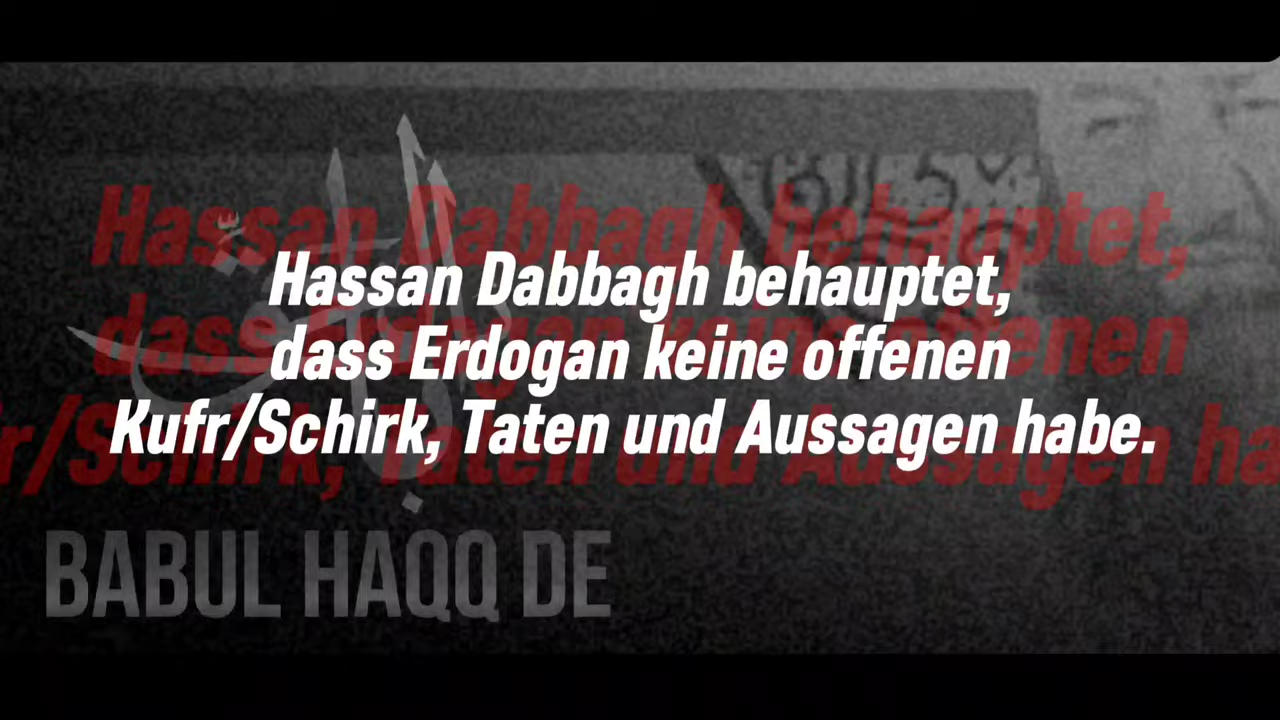 Hassan Dabbagh behauptet,
dass Erdogan keine offenen
Kufr/Schirk, Taten und Aussagen habe.
BABUL HAQQ DE